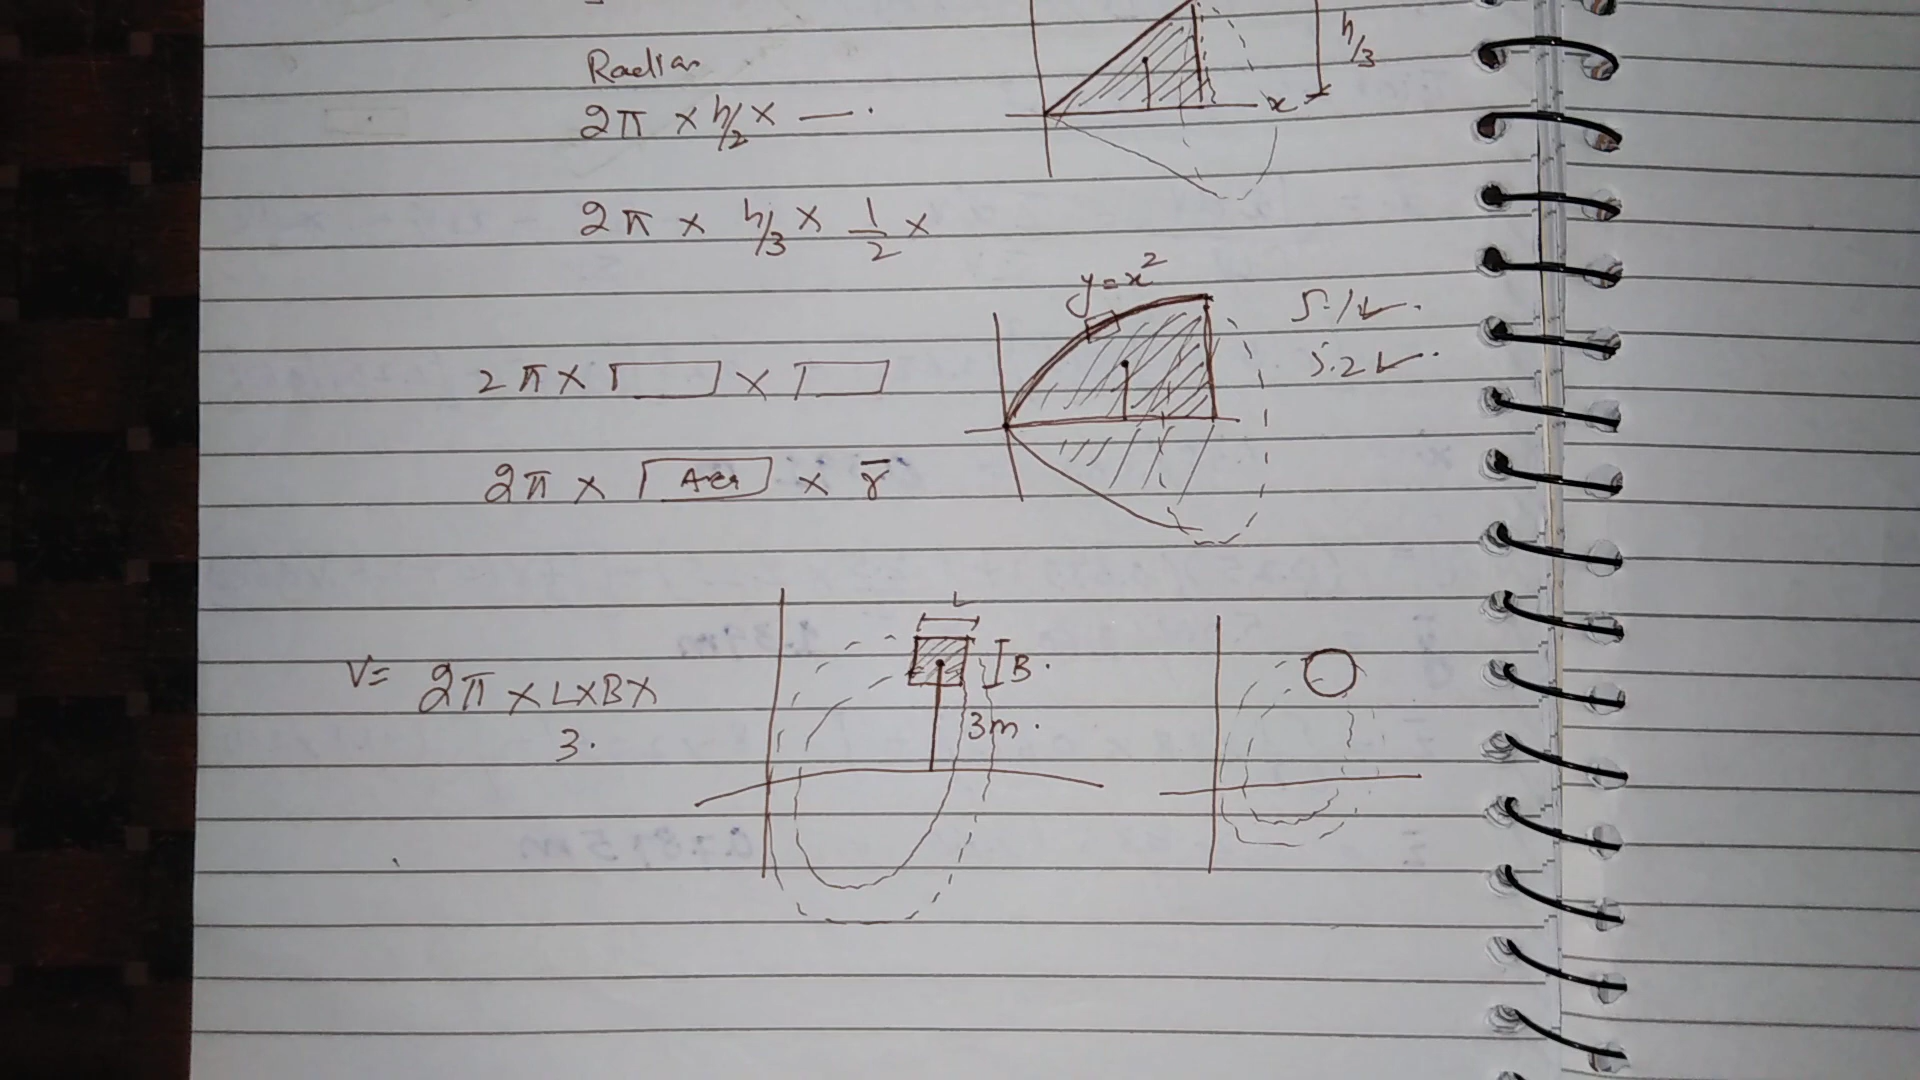 Radian
2π × h/2 × — .
h/3
x
2π × h/3 × 1/2 ×
y=x²
5.1 ✓.
5.2 ✓.
2π × ×
2π × Area × r̄
L
B.
V= 2π × L×B×
3.
3m.